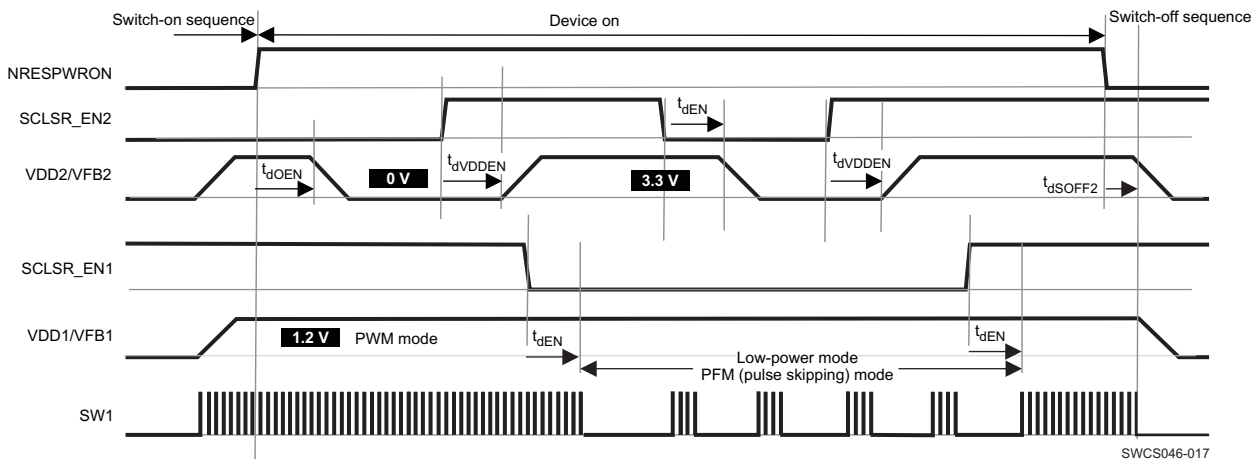 Switch-on sequence
Device on
Switch-off sequence
NRESPWRON
SCLSR_EN2
tdEN
VDD2/VFB2
tdOEN
0 V
tdVDDEN
3.3 V
tdVDDEN
tdSOFF2
SCLSR_EN1
VDD1/VFB1
1.2 V
PWM mode
tdEN
Low-power mode
PFM (pulse skipping) mode
tdEN
SW1
SWCS046-017